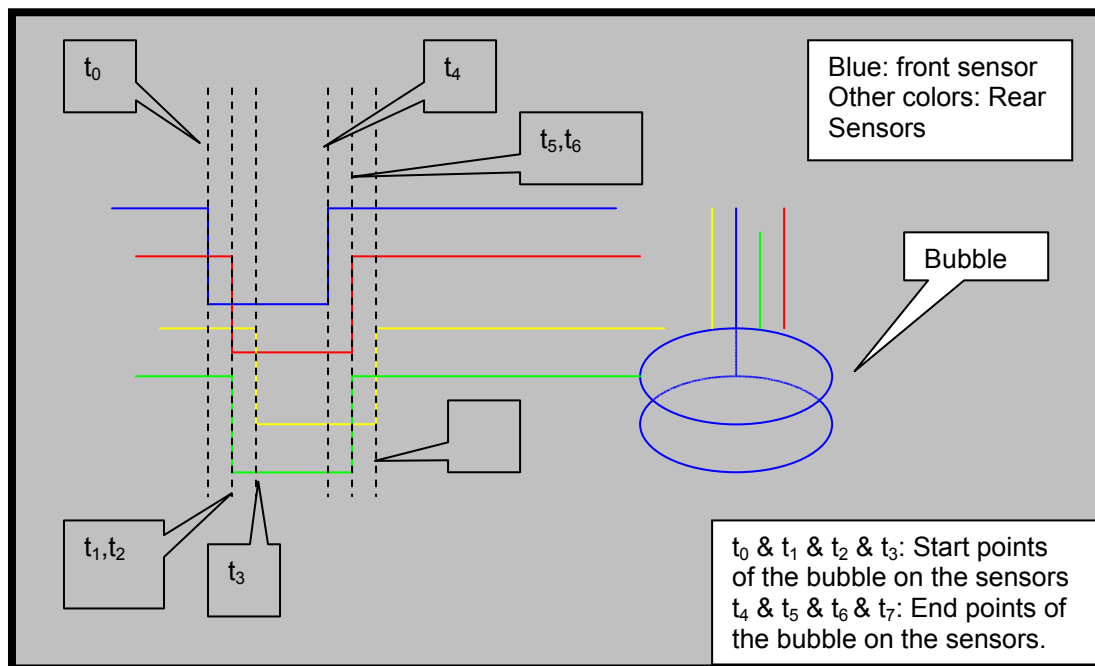 t₀
t₄
Blue: front sensor
Other colors: Rear
Sensors
t₅,t₆
Bubble
t₁,t₂
t₃
t₀ & t₁ & t₂ & t₃: Start points
of the bubble on the sensors
t₄ & t₅ & t₆ & t₇: End points of
the bubble on the sensors.